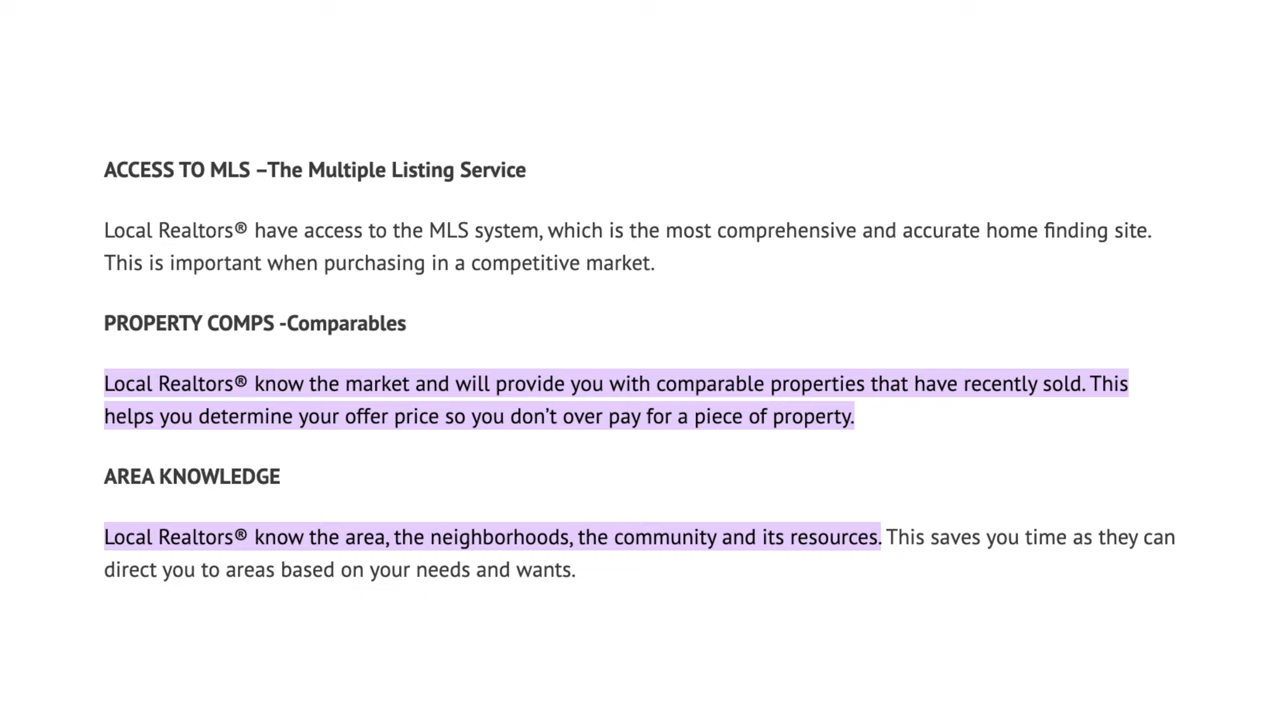 ACCESS TO MLS –The Multiple Listing Service
Local Realtors® have access to the MLS system, which is the most comprehensive and accurate home finding site.
This is important when purchasing in a competitive market.
PROPERTY COMPS -Comparables
Local Realtors® know the market and will provide you with comparable properties that have recently sold. This
helps you determine your offer price so you don’t over pay for a piece of property.
AREA KNOWLEDGE
Local Realtors® know the area, the neighborhoods, the community and its resources. This saves you time as they can
direct you to areas based on your needs and wants.